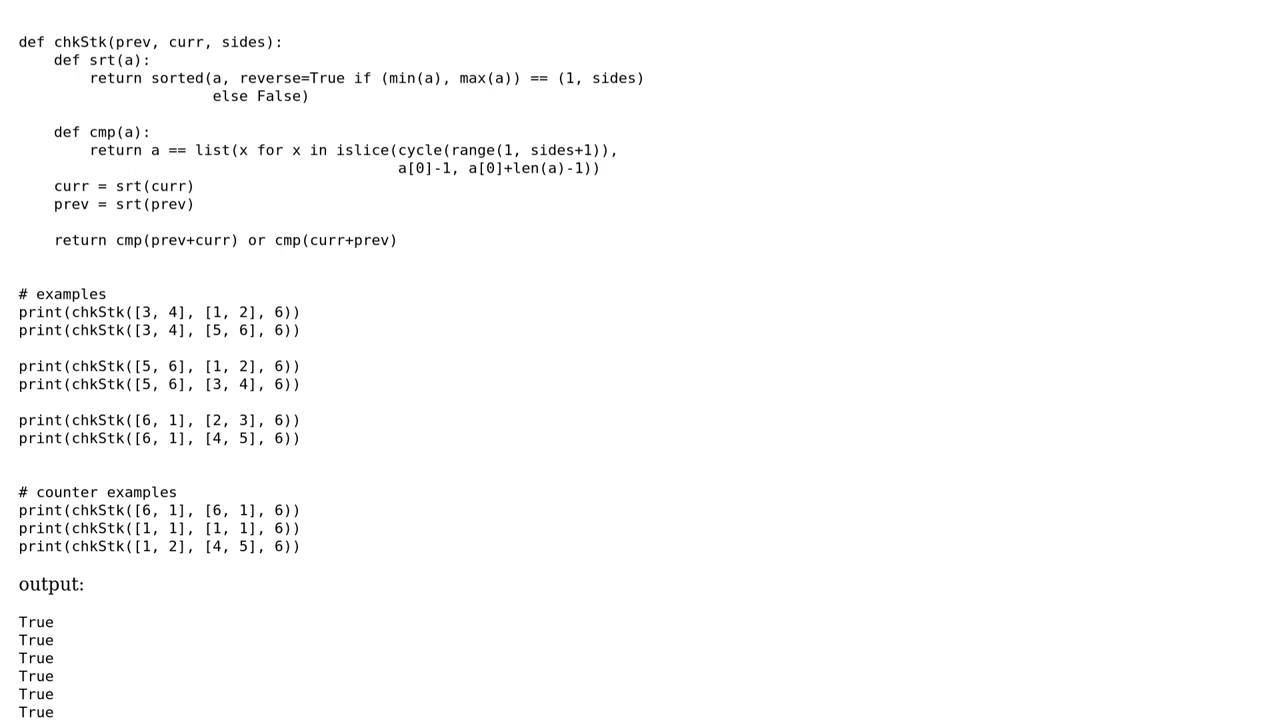 def chkStk(prev, curr, sides):
    def srt(a):
        return sorted(a, reverse=True if (min(a), max(a)) == (1, sides)
                      else False)
    def cmp(a):
        return a == list(x for x in islice(cycle(range(1, sides+1)),
                                           a[0]-1, a[0]+len(a)-1))
    curr = srt(curr)
    prev = srt(prev)
    return cmp(prev+curr) or cmp(curr+prev)
# examples
print(chkStk([3, 4], [1, 2], 6))
print(chkStk([3, 4], [5, 6], 6))
print(chkStk([5, 6], [1, 2], 6))
print(chkStk([5, 6], [3, 4], 6))
print(chkStk([6, 1], [2, 3], 6))
print(chkStk([6, 1], [4, 5], 6))
# counter examples
print(chkStk([6, 1], [6, 1], 6))
print(chkStk([1, 1], [1, 1], 6))
print(chkStk([1, 2], [4, 5], 6))
output:
True
True
True
True
True
True